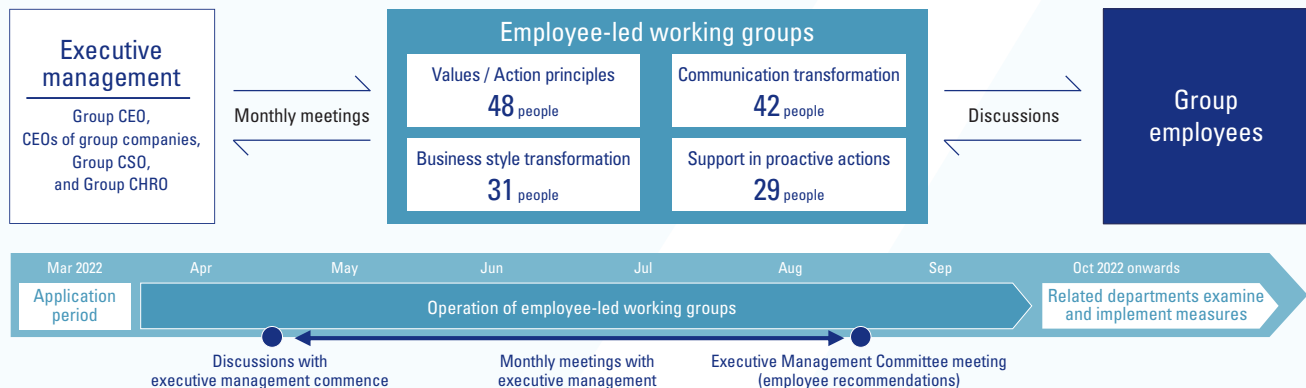 Executive
management
Group CEO,
CEOs of group companies,
Group CSO,
and Group CHRO
Monthly meetings
Employee-led working groups
Values / Action principles
48 people
Communication transformation
42 people
Business style transformation
31 people
Support in proactive actions
29 people
Discussions
Group
employees
Mar 2022
Apr
May
Jun
Jul
Aug
Sep
Oct 2022 onwards
Application
period
Operation of employee-led working groups
Related departments examine
and implement measures
Discussions with
executive management commence
Monthly meetings with
executive management
Executive Management Committee meeting
(employee recommendations)